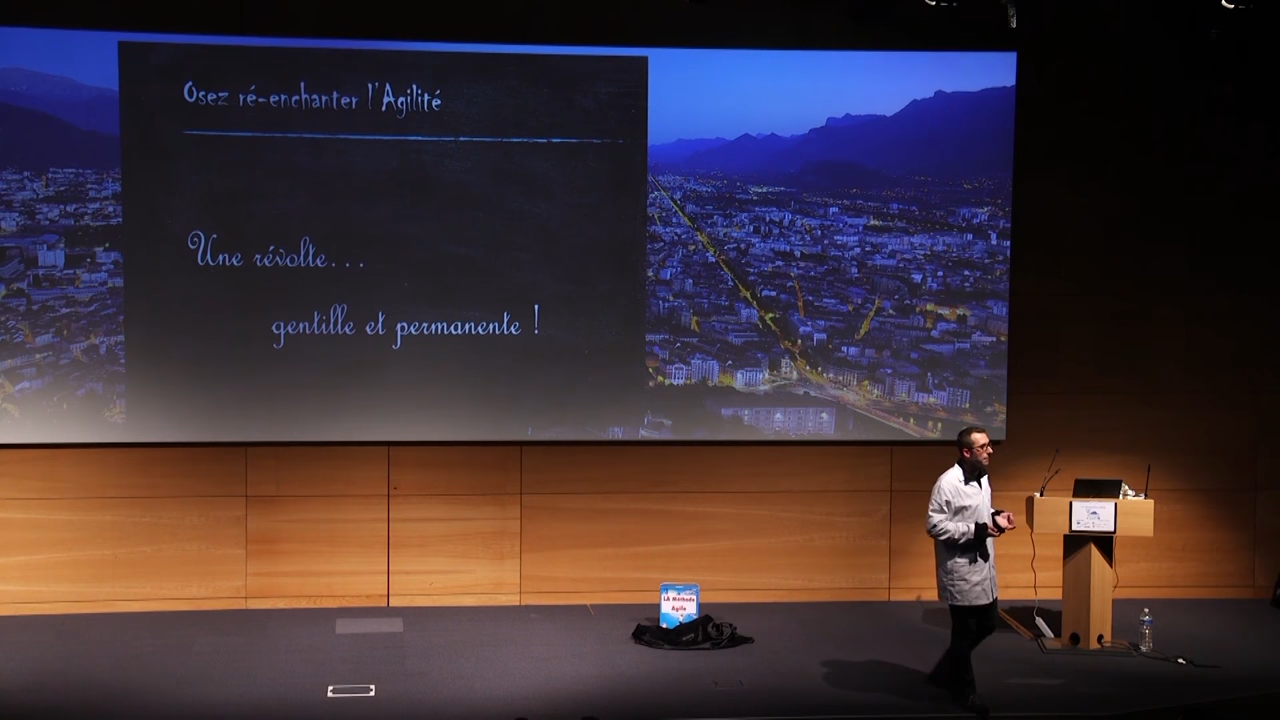 Osez ré-enchanter l'Agilité
Une révolte...
gentille et permanente !
LA Méthode
Agile